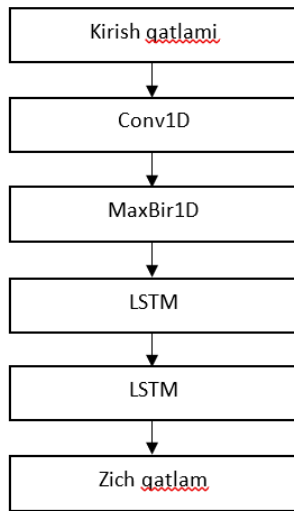 Kirish qatlami
Conv1D
MaxBir1D
LSTM
LSTM
Zich qatlam